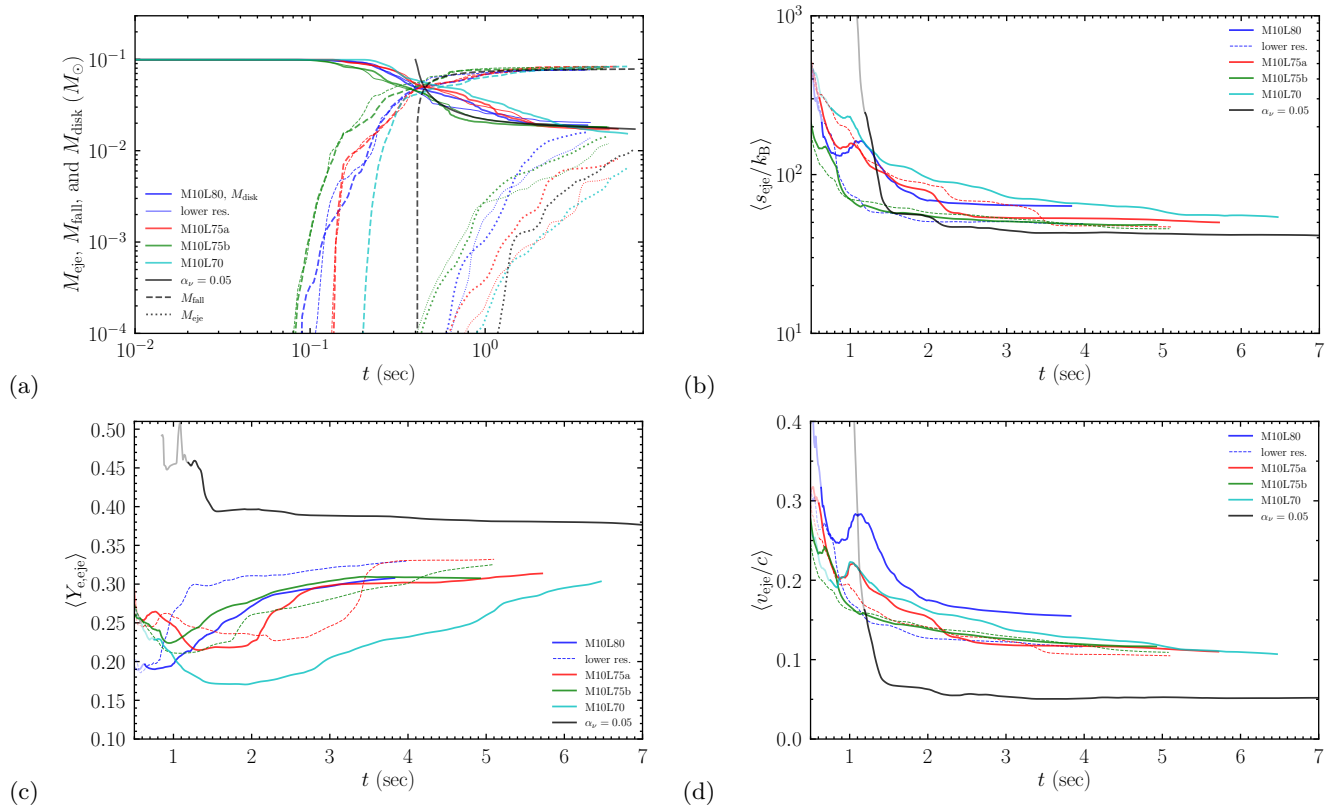 M_eje, M_fall, and M_disk (M_⊙)
10^−1
10^−2
10^−3
10^−4
M10L80, M_disk
lower res.
M10L75a
M10L75b
M10L70
α_ν = 0.05
M_fall
M_eje
10^−2 10^−1 10^0
t (sec)
(a)
⟨s_eje/k_B⟩
10^3
10^2
10^1
M10L80
lower res.
M10L75a
M10L75b
M10L70
α_ν = 0.05
1 2 3 4 5 6 7
t (sec)
(b)
⟨Y_e,eje⟩
0.50
0.45
0.40
0.35
0.30
0.25
0.20
0.15
0.10
M10L80
lower res.
M10L75a
M10L75b
M10L70
α_ν = 0.05
1 2 3 4 5 6 7
t (sec)
(c)
⟨v_eje/c⟩
0.4
0.3
0.2
0.1
0.0
M10L80
lower res.
M10L75a
M10L75b
M10L70
α_ν = 0.05
1 2 3 4 5 6 7
t (sec)
(d)